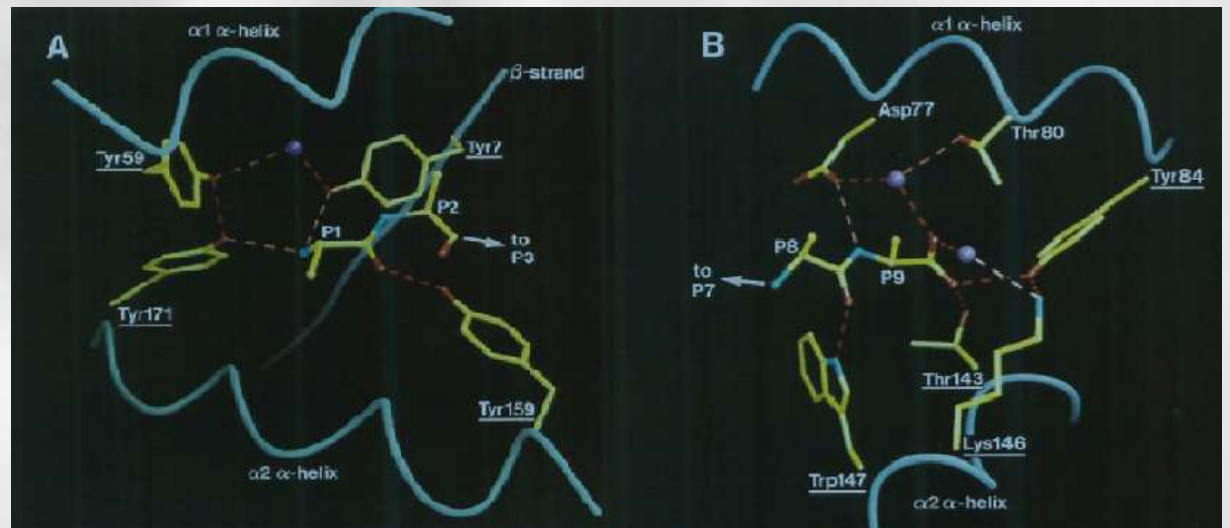 A
α1 α-helix
β-strand
Tyr59
Tyr7
P1
P2
to
P3
Tyr171
Tyr159
α2 α-helix
B
α1 α-helix
Asp77
Thr80
Tyr84
P8
P9
to
P7
Thr143
Lys146
Trp147
α2 α-helix